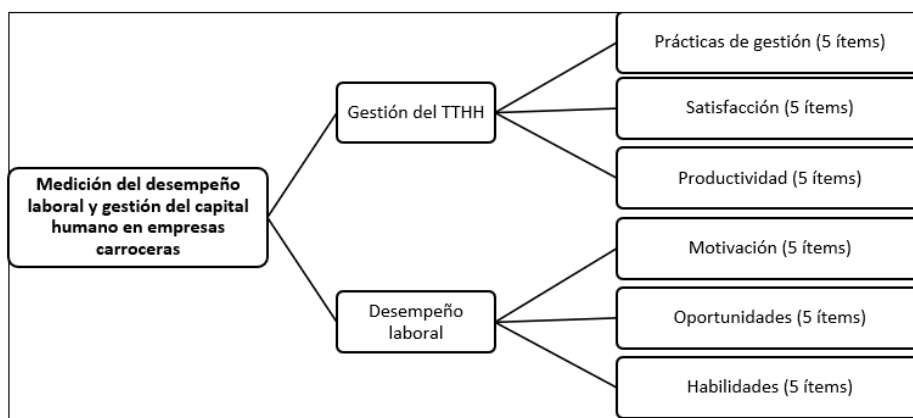 Medición del desempeño
laboral y gestión del capital
humano en empresas
carroceras
Gestión del TTHH
Prácticas de gestión (5 ítems)
Satisfacción (5 ítems)
Productividad (5 ítems)
Desempeño
laboral
Motivación (5 ítems)
Oportunidades (5 ítems)
Habilidades (5 ítems)